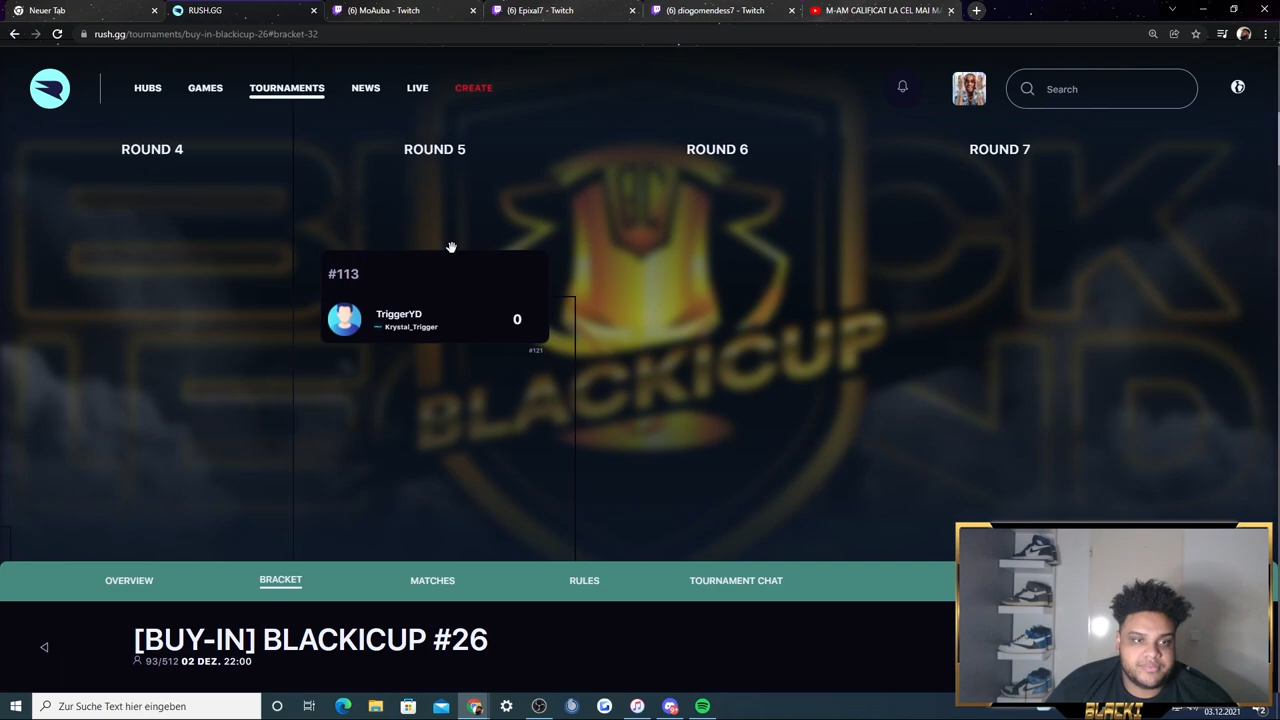 Neuer Tab
RUSH.GG
(6) MoAuba - Twitch
(6) Epixal7 - Twitch
(6) diogomendess7 - Twitch
M-AM CALIFICAT LA CEL MAI MA
rush.gg/tournaments/buy-in-blackicup-26#bracket-32
HUBS
GAMES
TOURNAMENTS
NEWS
LIVE
CREATE
Search
ROUND 4
ROUND 5
ROUND 6
ROUND 7
#113
TriggerYD
Krystal_Trigger
0
#121
BLACKICUP
OVERVIEW
BRACKET
MATCHES
RULES
TOURNAMENT CHAT
[BUY-IN] BLACKICUP #26
93/512 02 DEZ. 22:00
BLACKI
Zur Suche Text hier eingeben
03.12.2021
2